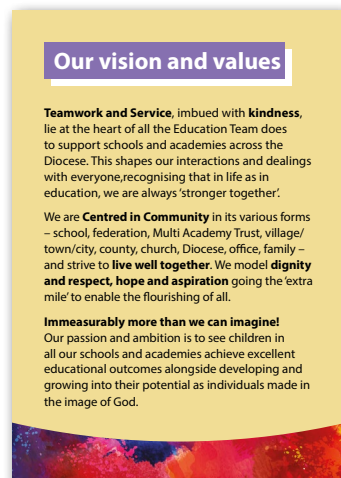 Our vision and values
Teamwork and Service, imbued with kindness,
lie at the heart of all the Education Team does
to support schools and academies across the
Diocese. This shapes our interactions and dealings
with everyone,recognising that in life as in
education, we are always ‘stronger together’.
We are Centred in Community in its various forms
– school, federation, Multi Academy Trust, village/
town/city, county, church, Diocese, office, family –
and strive to live well together. We model dignity
and respect, hope and aspiration going the ‘extra
mile’ to enable the flourishing of all.
Immeasurably more than we can imagine!
Our passion and ambition is to see children in
all our schools and academies achieve excellent
educational outcomes alongside developing and
growing into their potential as individuals made in
the image of God.